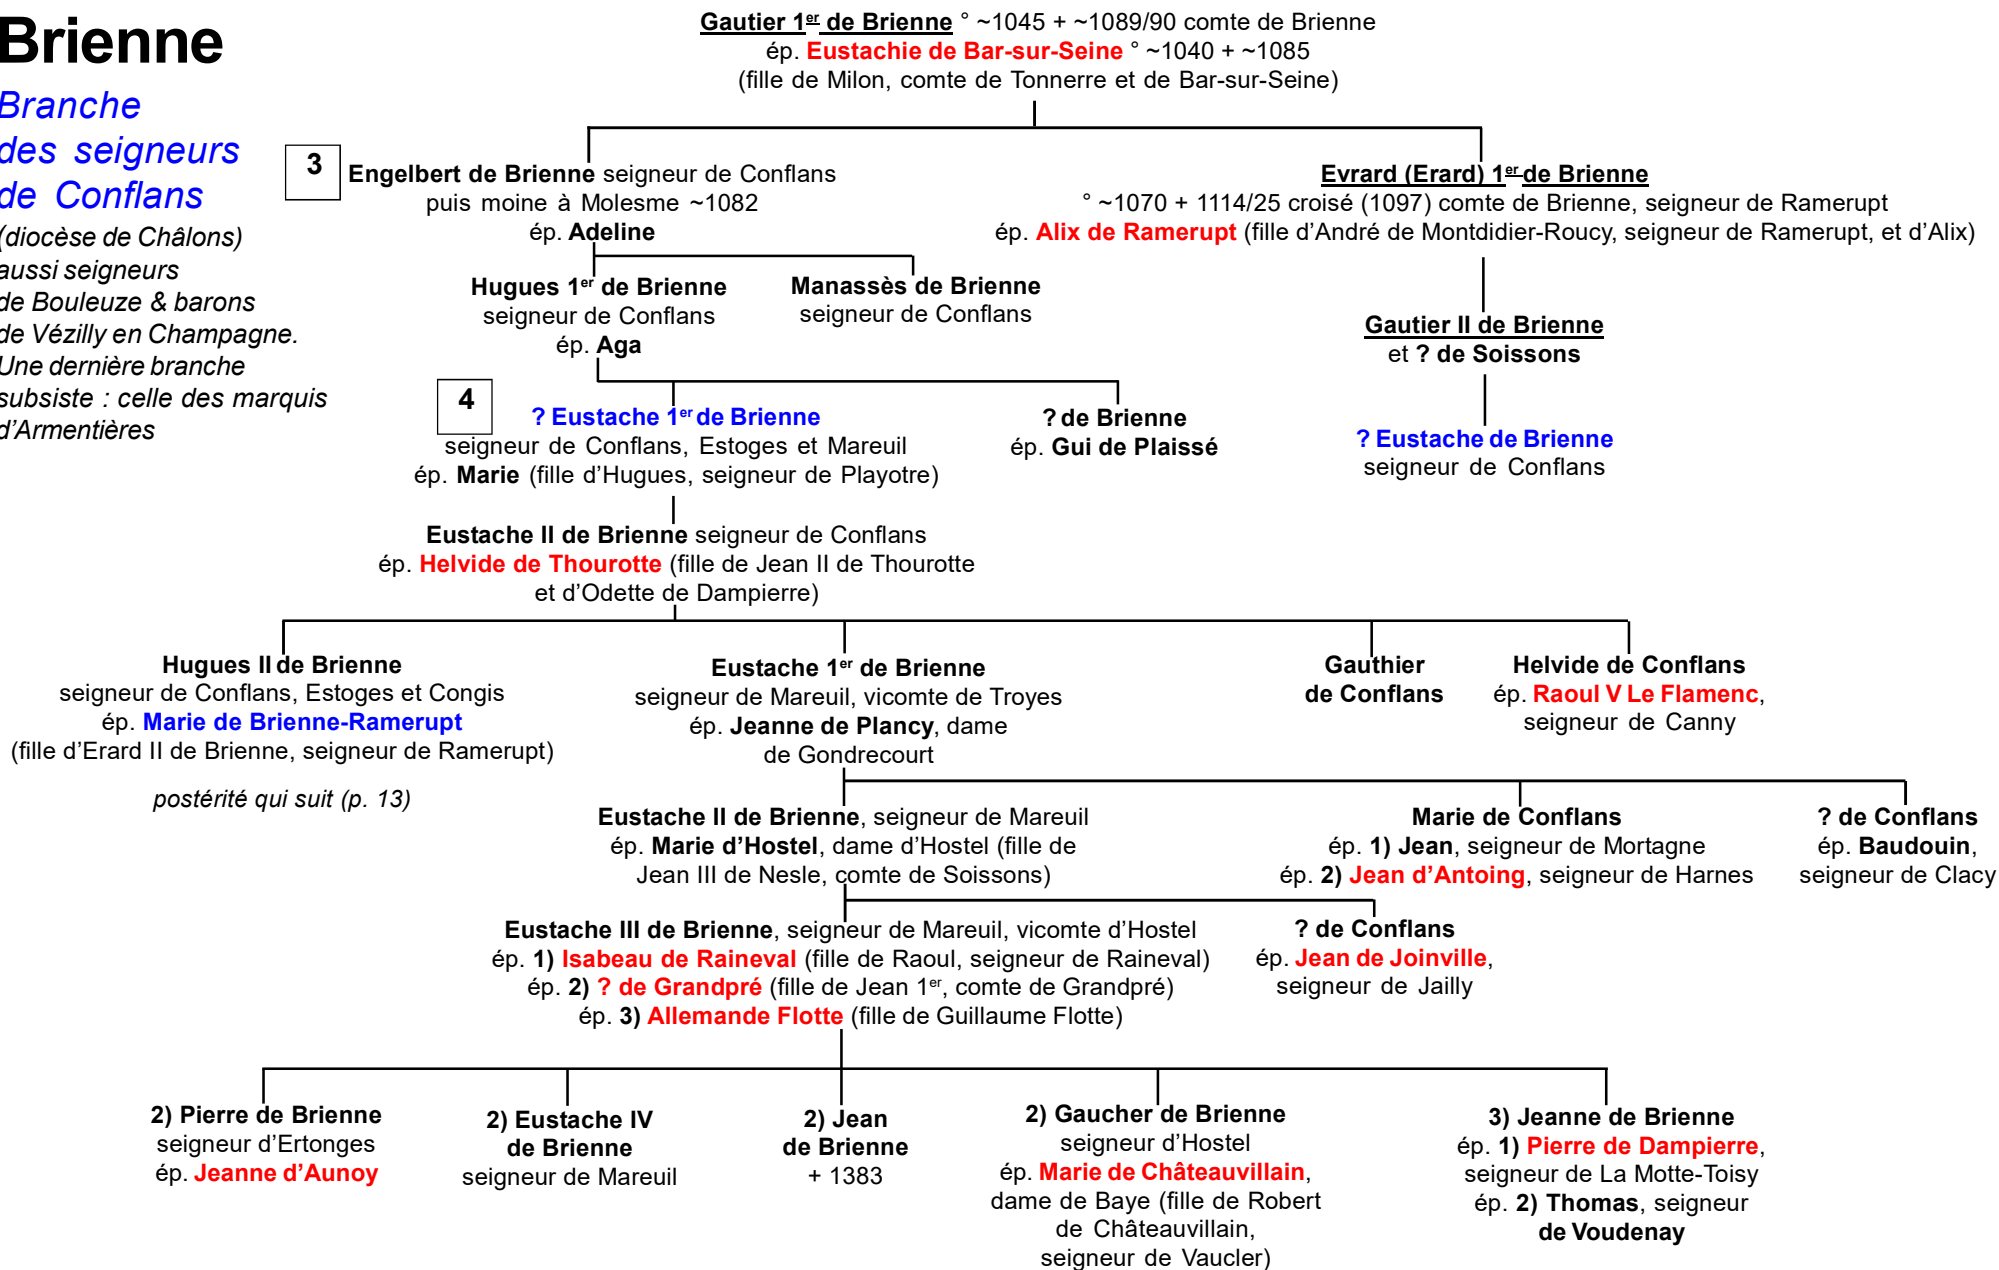 Brienne
Branche
des seigneurs
de Conflans
(diocèse de Châlons)
aussi seigneurs
de Bouleuze & barons
de Vézilly en Champagne.
Une dernière branche
subsiste : celle des marquis
d'Armentières
Gautier 1er de Brienne ° ~1045 + ~1089/90 comte de Brienne
ép. Eustachie de Bar-sur-Seine ° ~1040 + ~1085
(fille de Milon, comte de Tonnerre et de Bar-sur-Seine)
3
Engelbert de Brienne seigneur de Conflans
puis moine à Molesme ~1082
ép. Adeline
Evrard (Erard) 1er de Brienne
° ~1070 + 1114/25 croisé (1097) comte de Brienne, seigneur de Ramerupt
ép. Alix de Ramerupt (fille d'André de Montdidier-Roucy, seigneur de Ramerupt, et d'Alix)
Hugues 1er de Brienne
seigneur de Conflans
ép. Aga
Manassès de Brienne
seigneur de Conflans
Gautier II de Brienne
et ? de Soissons
4
? Eustache 1er de Brienne
seigneur de Conflans, Estoges et Mareuil
ép. Marie (fille d'Hugues, seigneur de Playotre)
? de Brienne
ép. Gui de Plaissé
? Eustache de Brienne
seigneur de Conflans
Eustache II de Brienne seigneur de Conflans
ép. Helvide de Thourotte (fille de Jean II de Thourotte
et d'Odette de Dampierre)
Hugues II de Brienne
seigneur de Conflans, Estoges et Congis
ép. Marie de Brienne-Ramerupt
(fille d'Erard II de Brienne, seigneur de Ramerupt)
postérité qui suit (p. 13)
Eustache 1er de Brienne
seigneur de Mareuil, vicomte de Troyes
ép. Jeanne de Plancy, dame
de Gondrecourt
Gauthier
de Conflans
Helvide de Conflans
ép. Raoul V Le Flamenc,
seigneur de Canny
Eustache II de Brienne, seigneur de Mareuil
ép. Marie d'Hostel, dame d'Hostel (fille de
Jean III de Nesle, comte de Soissons)
Marie de Conflans
ép. 1) Jean, seigneur de Mortagne
ép. 2) Jean d'Antoing, seigneur de Harnes
? de Conflans
ép. Baudouin,
seigneur de Clacy
Eustache III de Brienne, seigneur de Mareuil, vicomte d'Hostel
ép. 1) Isabeau de Raineval (fille de Raoul, seigneur de Raineval)
ép. 2) ? de Grandpré (fille de Jean 1er, comte de Grandpré)
ép. 3) Allemande Flotte (fille de Guillaume Flotte)
? de Conflans
ép. Jean de Joinville,
seigneur de Jailly
2) Pierre de Brienne
seigneur d'Ertonges
ép. Jeanne d'Aunoy
2) Eustache IV
de Brienne
seigneur de Mareuil
2) Jean
de Brienne
+ 1383
2) Gaucher de Brienne
seigneur d'Hostel
ép. Marie de Châteauvillain,
dame de Baye (fille de Robert
de Châteauvillain,
seigneur de Vaucler)
3) Jeanne de Brienne
ép. 1) Pierre de Dampierre,
seigneur de La Motte-Toisy
ép. 2) Thomas, seigneur
de Voudenay